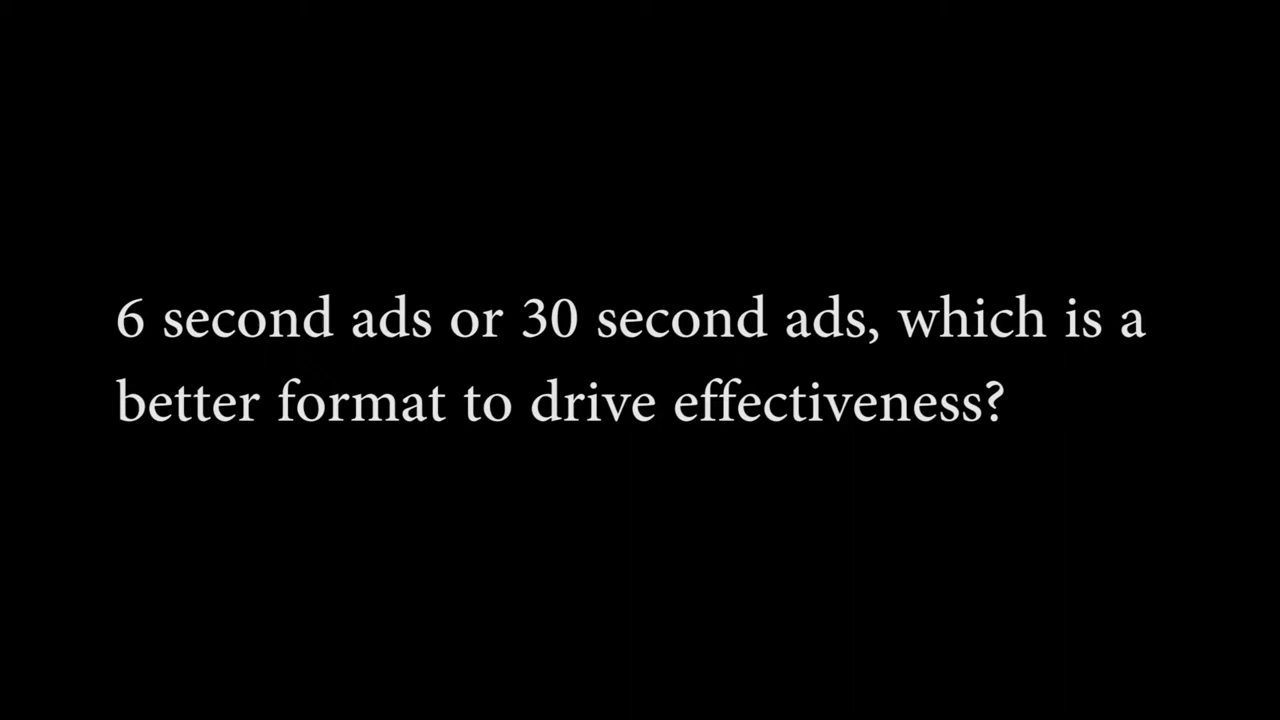 6 second ads or 30 second ads, which is a
better format to drive effectiveness?